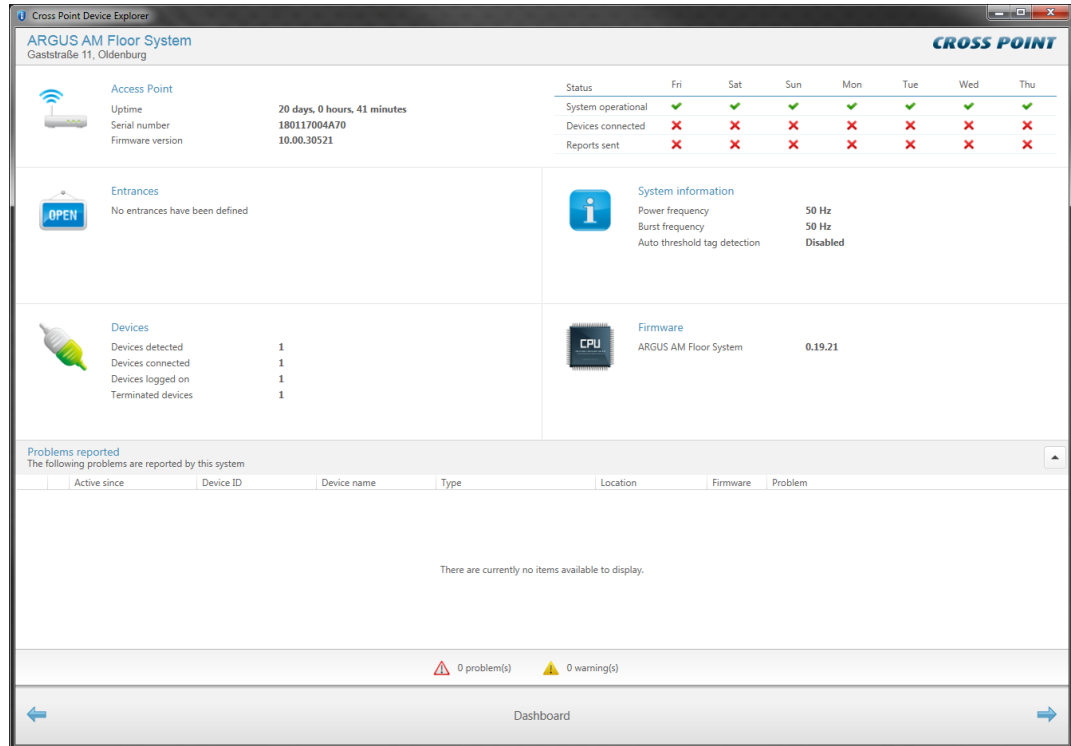 Cross Point Device Explorer
ARGUS AM Floor System
Gaststraße 11, Oldenburg
CROSS POINT
Access Point
Uptime 20 days, 0 hours, 41 minutes
Serial number 180117004A70
Firmware version 10.00.30521
Status Fri Sat Sun Mon Tue Wed Thu
System operational
Devices connected
Reports sent
Entrances
OPEN
No entrances have been defined
System information
Power frequency 50 Hz
Burst frequency 50 Hz
Auto threshold tag detection Disabled
Devices
Devices detected 1
Devices connected 1
Devices logged on 1
Terminated devices 1
Firmware
CPU
ARGUS AM Floor System 0.19.21
Problems reported
The following problems are reported by this system
Active since Device ID Device name Type Location Firmware Problem
There are currently no items available to display.
0 problem(s) 0 warning(s)
Dashboard